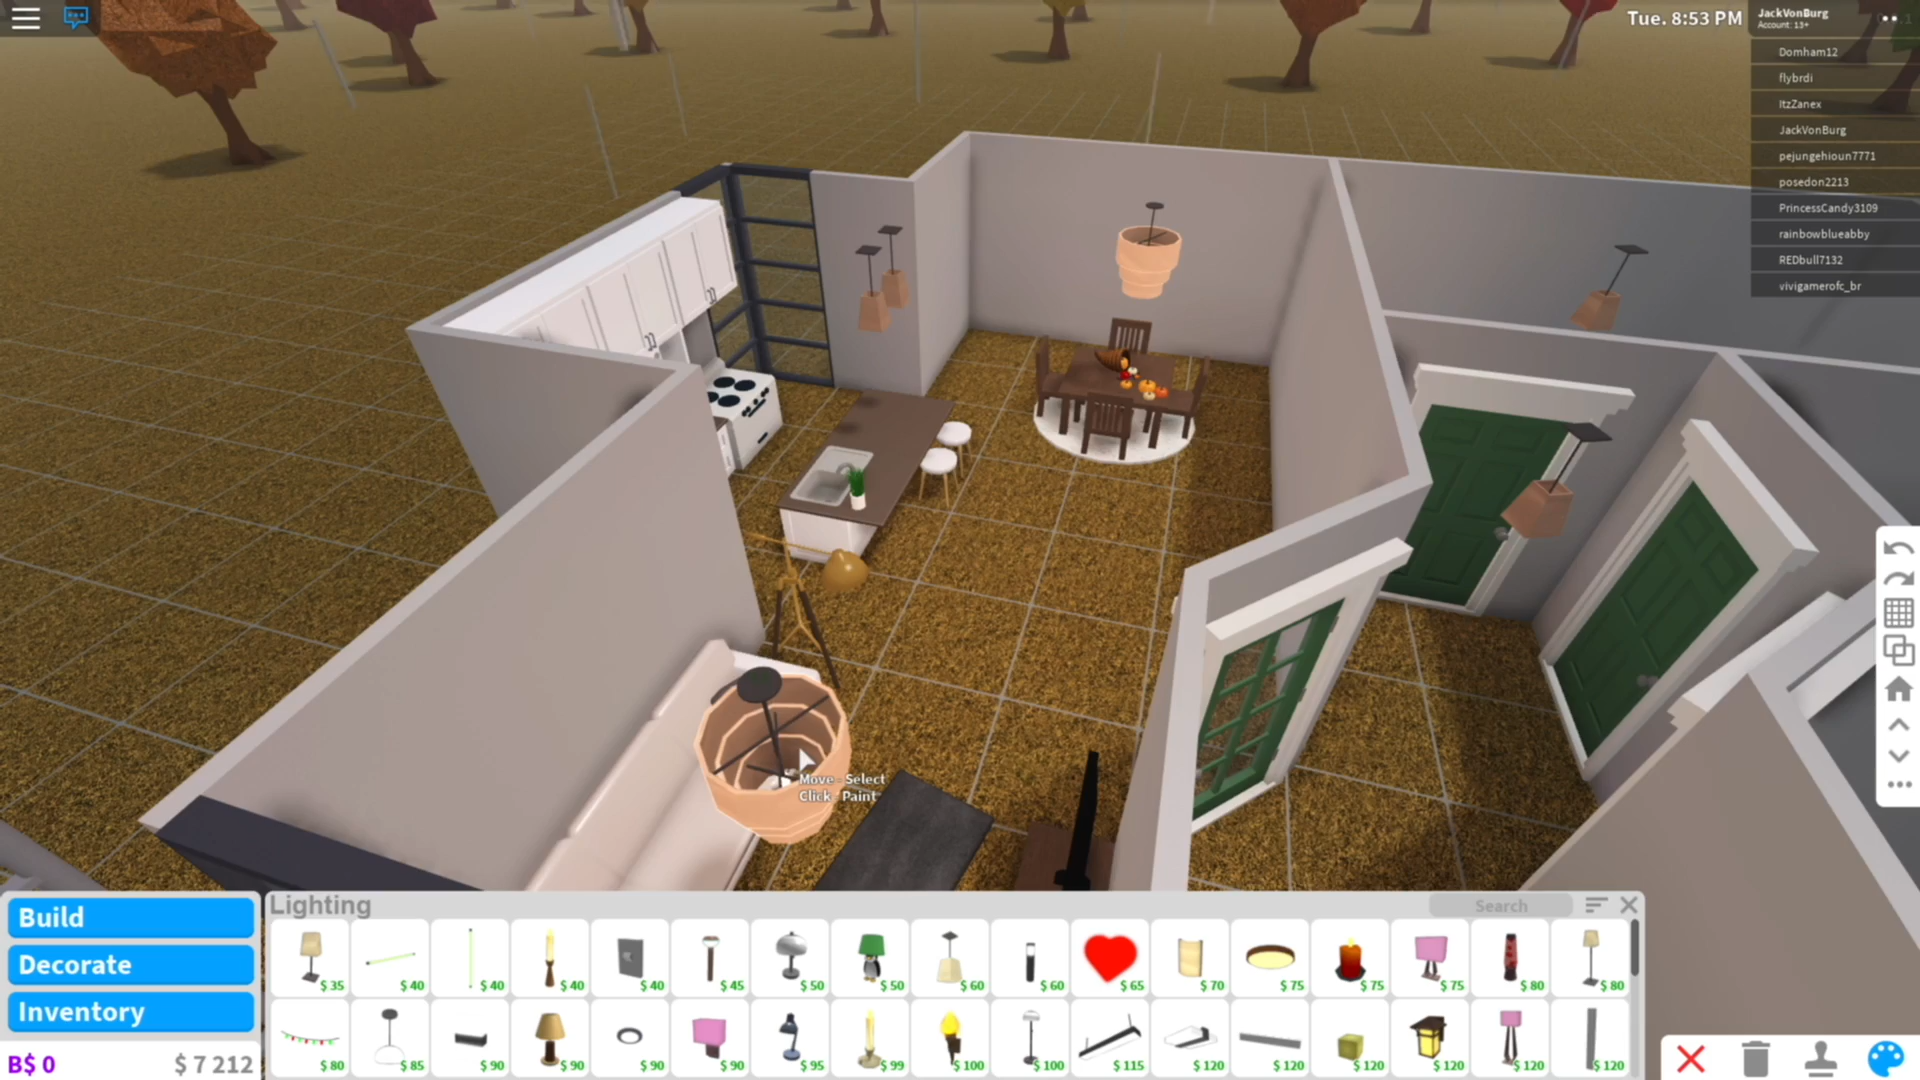 Tue. 8:53 PM
JackVonBurg
Account: 13+
Domham12
flybrdi
ItzZanex
JackVonBurg
pejungehioun7771
posedon2213
PrincessCandy3109
rainbowblueabby
REDbull7132
vivigamerofc_br
Move - Select
Click - Paint
Build
Decorate
Inventory
B$ 0 $ 7 212
Lighting Search
$ 35 $ 40 $ 40 $ 40 $ 40 $ 45 $ 50 $ 50 $ 60 $ 60 $ 65 $ 70 $ 75 $ 75 $ 75 $ 80 $ 80
$ 80 $ 85 $ 90 $ 90 $ 90 $ 90 $ 95 $ 99 $ 100 $ 100 $ 115 $ 120 $ 120 $ 120 $ 120 $ 120 $ 120